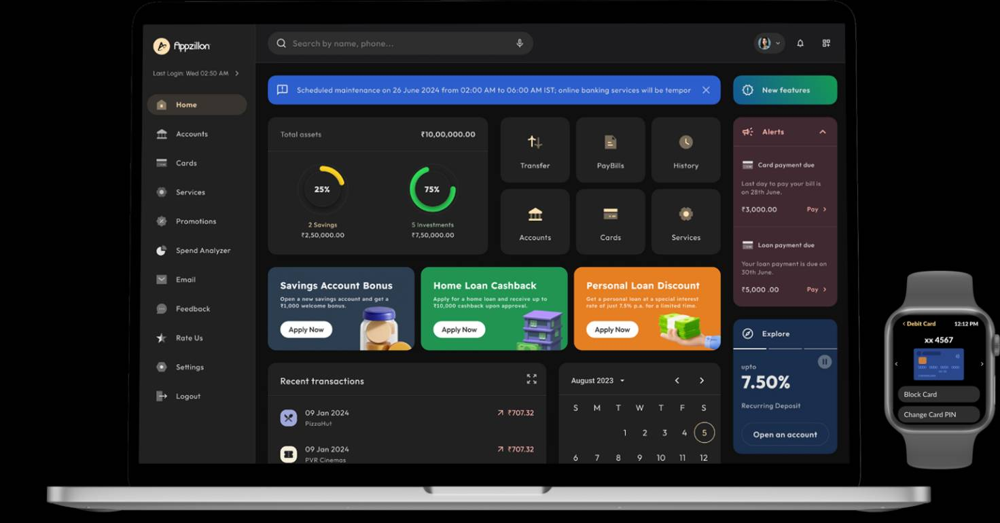 Appzillon
Last Login: Wed 02:50 AM
Home
Accounts
Cards
Services
Promotions
Spend Analyzer
Email
Feedback
Rate Us
Settings
Logout
Search by name, phone...
Scheduled maintenance on 26 June 2024 from 02:00 AM to 06:00 AM IST; online banking services will be tempor
Total assets ₹10,00,000.00
25%
75%
2 Savings
₹2,50,000.00
5 Investments
₹7,50,000.00
Transfer
PayBills
History
Accounts
Cards
Services
Savings Account Bonus
Open a new savings account and get a
₹1,000 welcome bonus.
Apply Now
Home Loan Cashback
Apply for a home loan and receive up to
₹10,000 cashback upon approval.
Apply Now
Personal Loan Discount
Get a personal loan at a special interest
rate of just 7.5% p.a. for a limited time.
Apply Now
Recent transactions
09 Jan 2024 ₹707.32
PizzaHut
09 Jan 2024 ₹707.32
PVR Cinemas
August 2023
S M T W T F S
1 2 3 4 5
6 7 8 9 10 11 12
New features
Alerts
Card payment due
Last day to pay your bill is
on 28th June.
₹3,000.00 Pay
Loan payment due
Your loan payment is due on
30th June.
₹5,000 .00 Pay
Explore
upto
7.50%
Recurring Deposit
Open an account
Debit Card 12:12 PM
xx 4567
0000 0000 0000 0000
Block Card
Change Card PIN